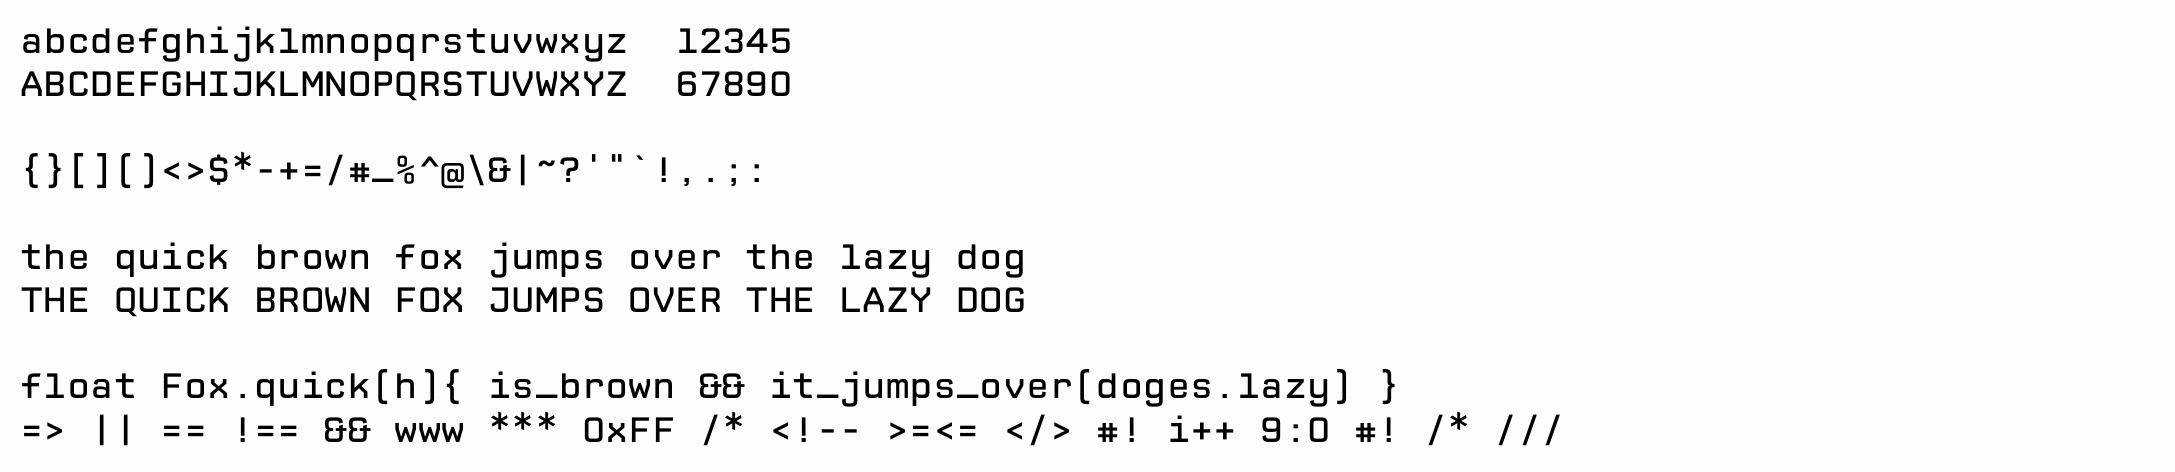 abcdefghijklmnopqrstuvwxyz  12345
ABCDEFGHIJKLMNOPQRSTUVWXYZ  67890
{}[]()<>$*-+=/#_%^@\&|~?'"`!,.;:
the quick brown fox jumps over the lazy dog
THE QUICK BROWN FOX JUMPS OVER THE LAZY DOG
float Fox.quick(h){ is_brown && it_jumps_over(doges.lazy) }
=> || == !== && www *** 0xFF /* <!-- >=<= </> #! i++ 9:0 #! /* ///